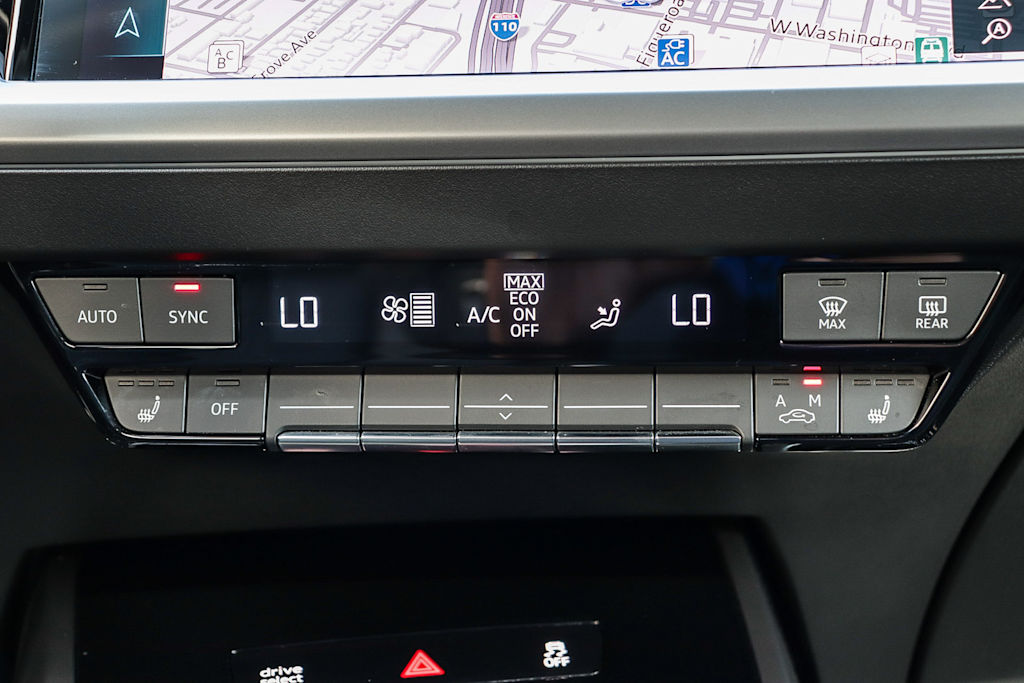 110
A C
B
Grove Ave
Figueroa
AC
W Washington
A
AUTO
SYNC
LO
A/C
MAX
ECO
ON
OFF
LO
MAX
REAR
OFF
A M
drive
select
OFF